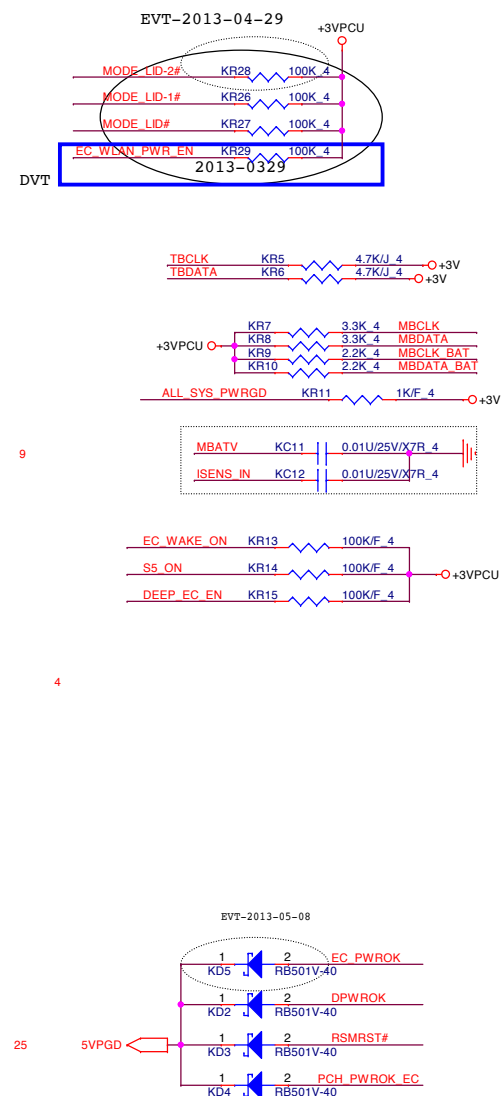 EVT-2013-04-29
+3VPCU
MODE_LID-2# KR28 100K_4
MODE_LID-1# KR26 100K_4
MODE_LID# KR27 100K_4
EC_WLAN_PWR_EN KR29 100K_4
2013-0329
DVT
TBCLK KR5 4.7K/J_4 +3V
TBDATA KR6 4.7K/J_4 +3V
KR7 3.3K_4 MBCLK
+3VPCU KR8 3.3K_4 MBDATA
KR9 2.2K_4 MBCLK_BAT
KR10 2.2K_4 MBDATA_BAT
ALL_SYS_PWRGD KR11 1K/F_4 +3V
9
MBATV KC11 0.01U/25V/X7R_4
ISENS_IN KC12 0.01U/25V/X7R_4
EC_WAKE_ON KR13 100K/F_4
S5_ON KR14 100K/F_4 +3VPCU
DEEP_EC_EN KR15 100K/F_4
4
EVT-2013-05-08
1 2 EC_PWROK
KD5 RB501V-40
1 2 DPWROK
KD2 RB501V-40
25 5VPGD 1 2 RSMRST#
KD3 RB501V-40
1 2 PCH_PWROK_EC
KD4 RB501V-40